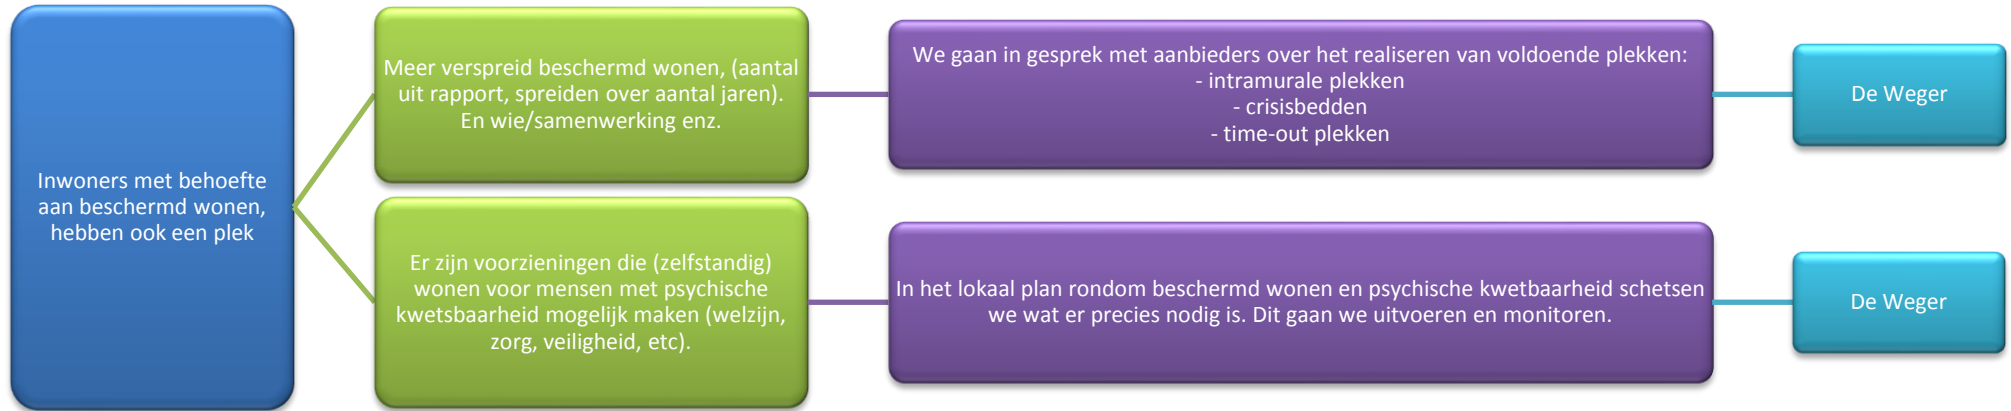 Inwoners met behoefte
aan beschermd wonen,
hebben ook een plek
Meer verspreid beschermd wonen, (aantal
uit rapport, spreiden over aantal jaren).
En wie/samenwerking enz.
We gaan in gesprek met aanbieders over het realiseren van voldoende plekken:
- intramurale plekken
- crisisbedden
- time-out plekken
De Weger
Er zijn voorzieningen die (zelfstandig)
wonen voor mensen met psychische
kwetsbaarheid mogelijk maken (welzijn,
zorg, veiligheid, etc).
In het lokaal plan rondom beschermd wonen en psychische kwetbaarheid schetsen
we wat er precies nodig is. Dit gaan we uitvoeren en monitoren.
De Weger